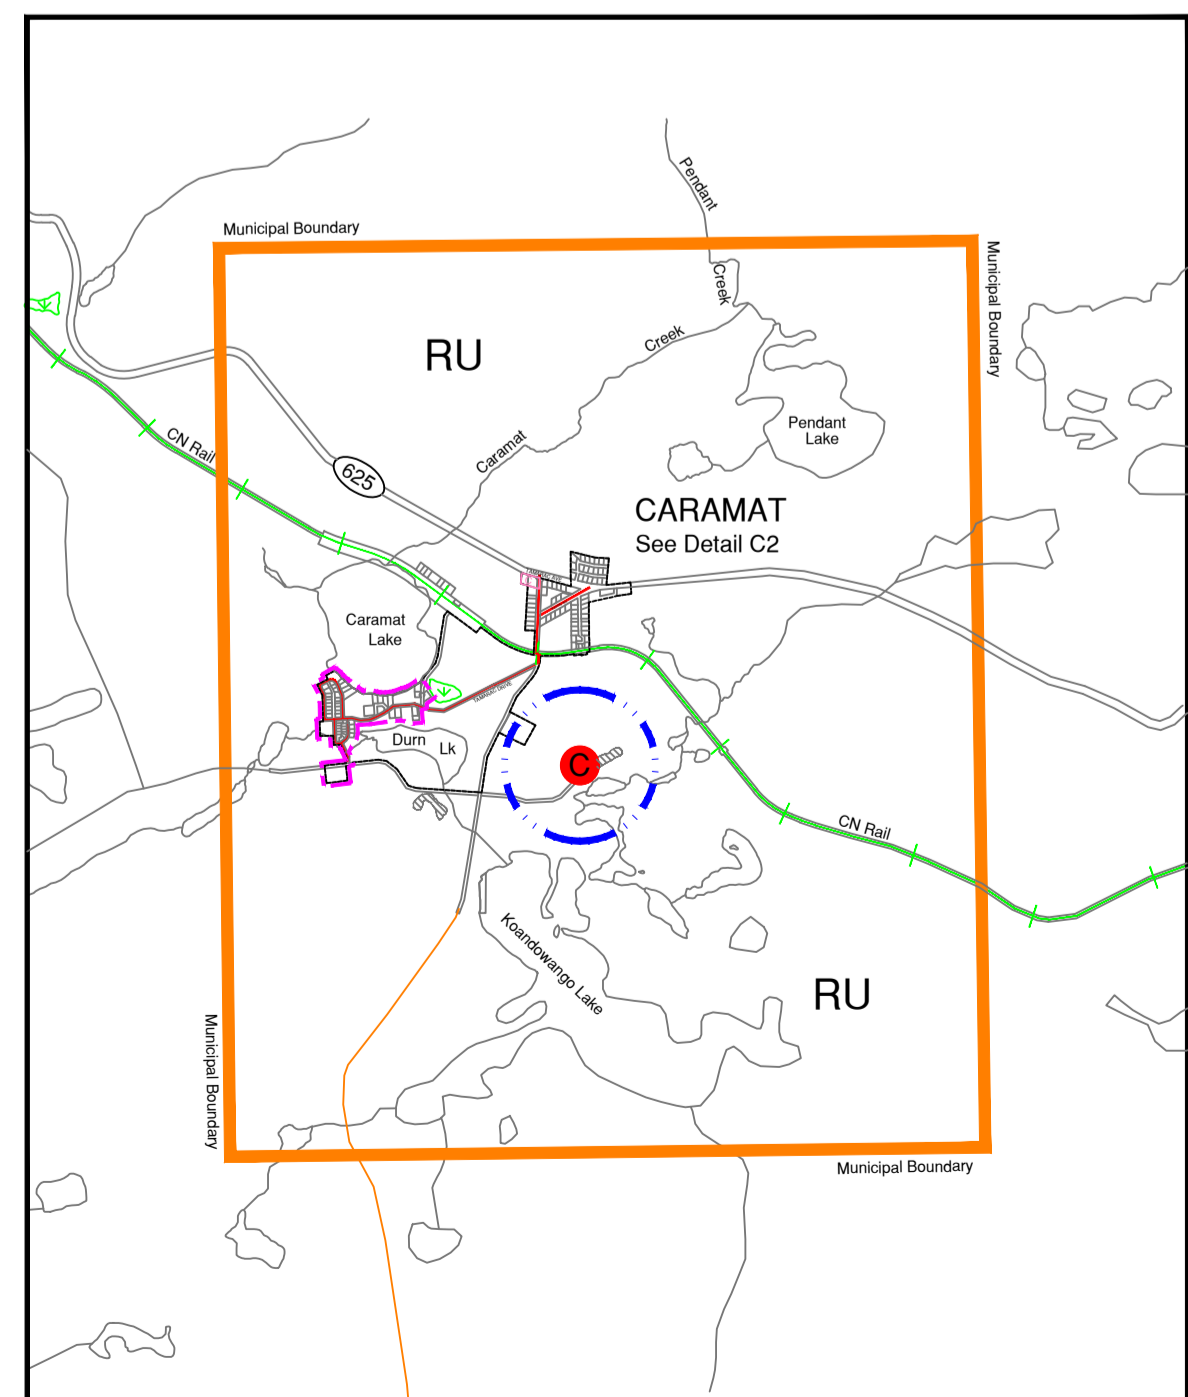 Pendant
Municipal Boundary
Municipal Boundary
Creek
Creek
RU
Pendant
Lake
CN Rail
Caramat
625
CARAMAT
See Detail C2
Caramat
Lake
Durn Lk
C
CN Rail
Koandowango Lake
RU
Municipal Boundary
Municipal Boundary